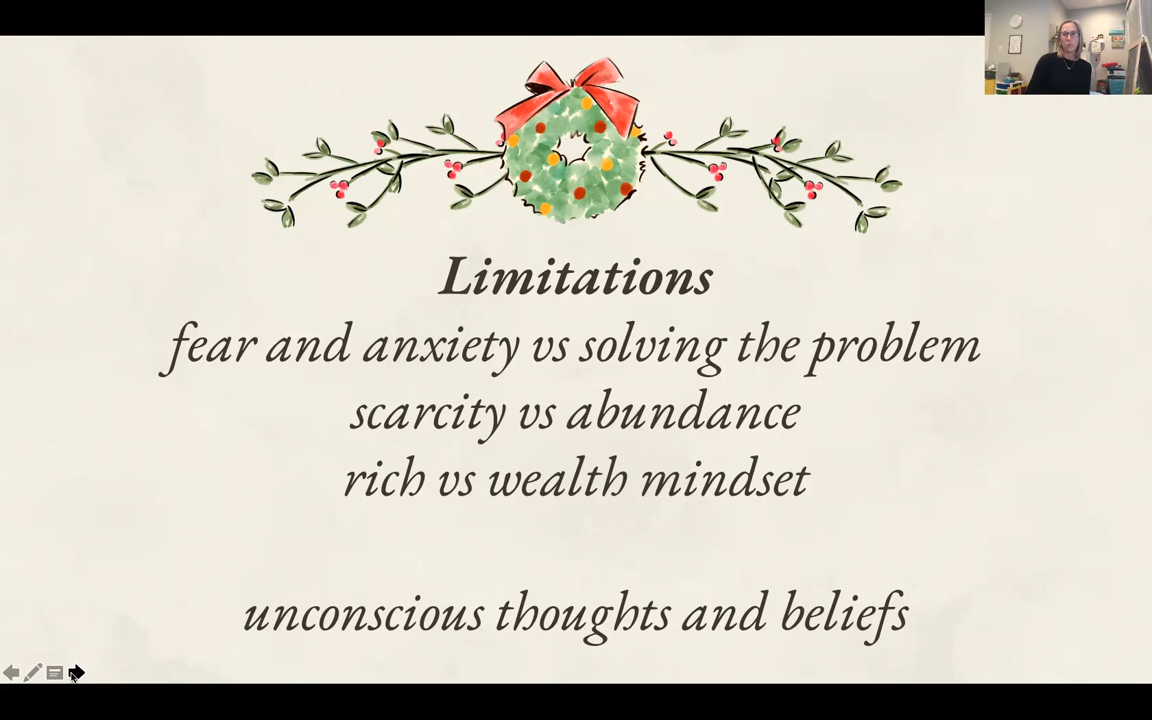 Limitations
fear and anxiety vs solving the problem
scarcity vs abundance
rich vs wealth mindset
unconscious thoughts and beliefs